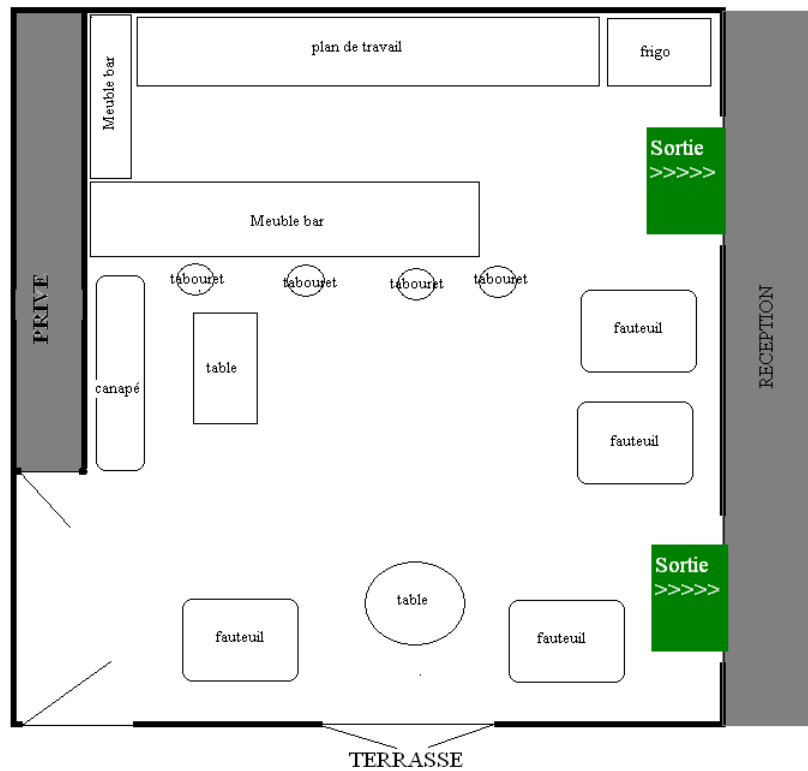 plan de travail
frigo
Meuble bar
Sortie
>>>>>
Meuble bar
tabouret
tabouret
tabouret
tabouret
PRIVE
RECEPTION
fauteuil
table
canapé
fauteuil
Sortie
>>>>>
table
fauteuil
fauteuil
TERRASSE